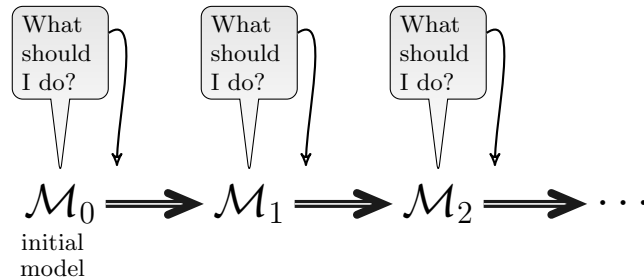 What
should
I do?
What
should
I do?
What
should
I do?
ℳ₀ ℳ₁ ℳ₂ ⋯
initial
model